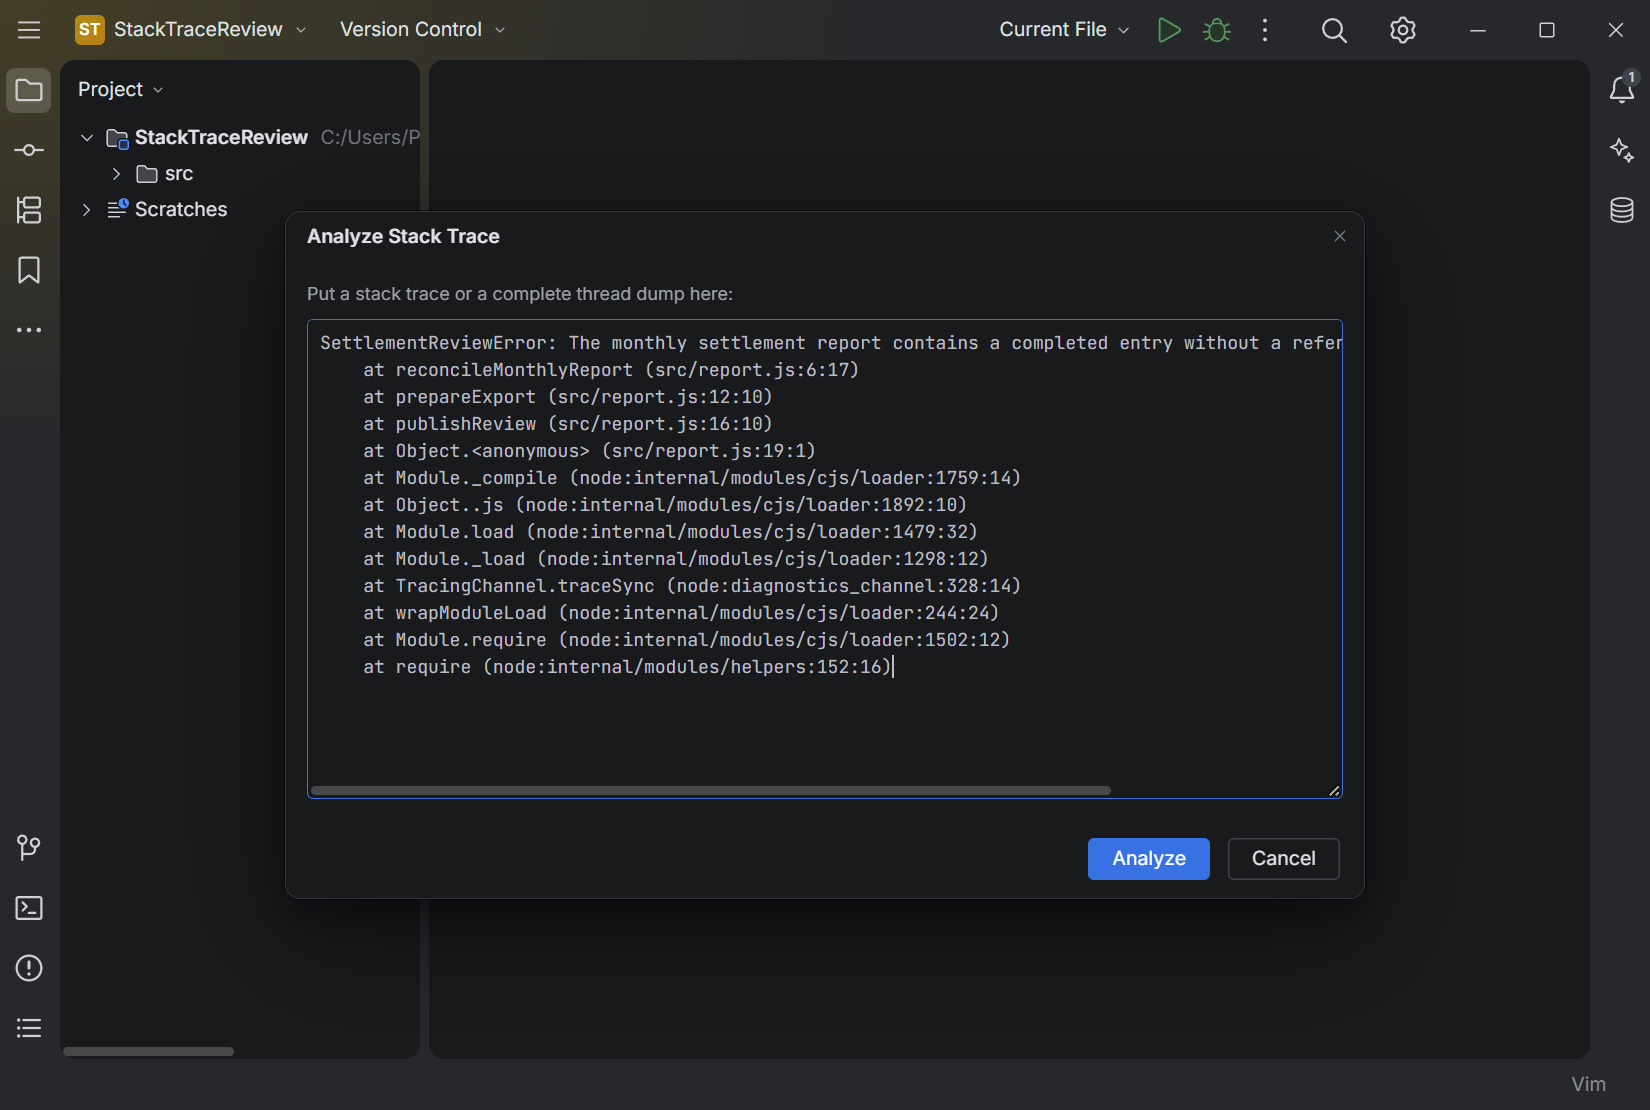 ST StackTraceReview Version Control Current File
1
Project
StackTraceReview C:/Users/P
src
Scratches
Analyze Stack Trace
Put a stack trace or a complete thread dump here:
SettlementReviewError: The monthly settlement report contains a completed entry without a refer
at reconcileMonthlyReport (src/report.js:6:17)
at prepareExport (src/report.js:12:10)
at publishReview (src/report.js:16:10)
at Object.<anonymous> (src/report.js:19:1)
at Module._compile (node:internal/modules/cjs/loader:1759:14)
at Object..js (node:internal/modules/cjs/loader:1892:10)
at Module.load (node:internal/modules/cjs/loader:1479:32)
at Module._load (node:internal/modules/cjs/loader:1298:12)
at TracingChannel.traceSync (node:diagnostics_channel:328:14)
at wrapModuleLoad (node:internal/modules/cjs/loader:244:24)
at Module.require (node:internal/modules/cjs/loader:1502:12)
at require (node:internal/modules/helpers:152:16)
Analyze Cancel
Vim